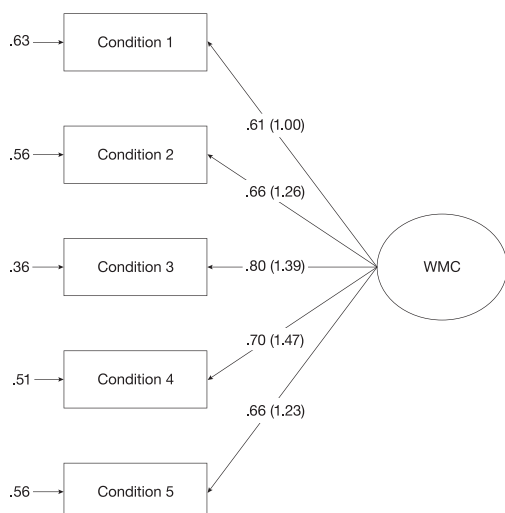 .63
Condition 1
.61 (1.00)
.56
Condition 2
.66 (1.26)
.36
Condition 3
.80 (1.39)
WMC
.70 (1.47)
.51
Condition 4
.66 (1.23)
.56
Condition 5